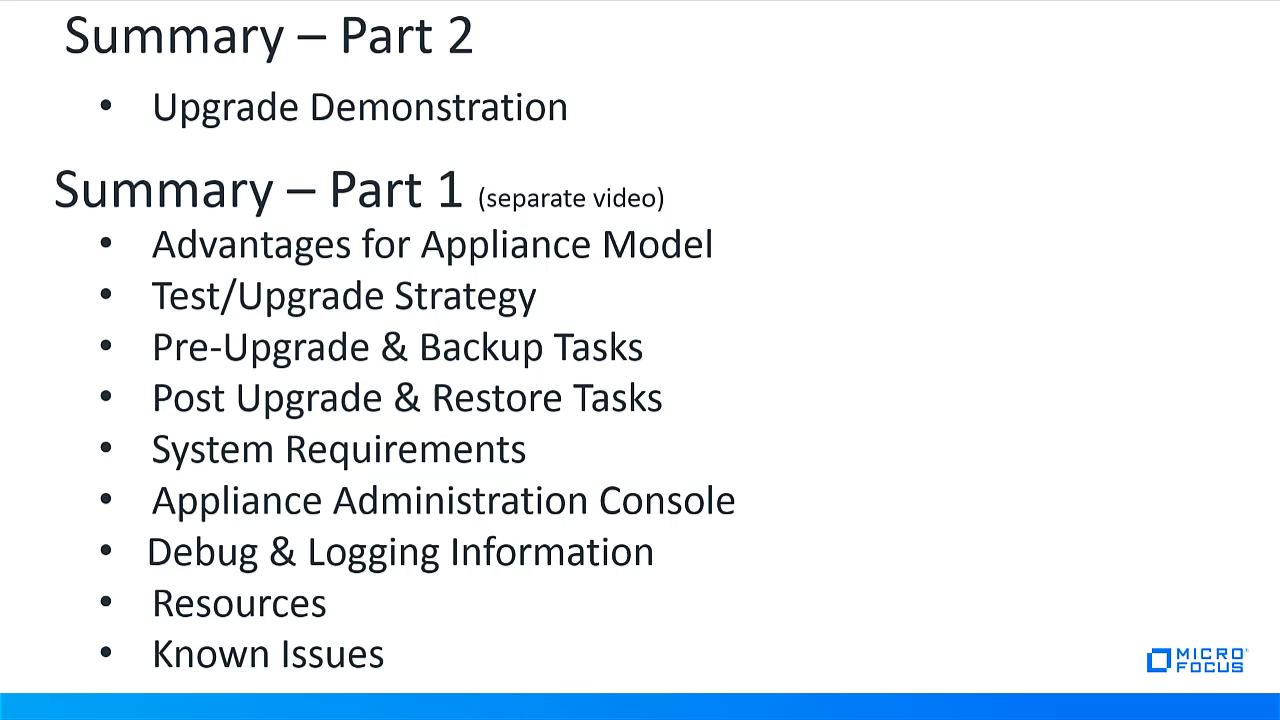 Summary – Part 2
• Upgrade Demonstration
Summary – Part 1 (separate video)
• Advantages for Appliance Model
• Test/Upgrade Strategy
• Pre-Upgrade & Backup Tasks
• Post Upgrade & Restore Tasks
• System Requirements
• Appliance Administration Console
• Debug & Logging Information
• Resources
• Known Issues
MICRO
FOCUS